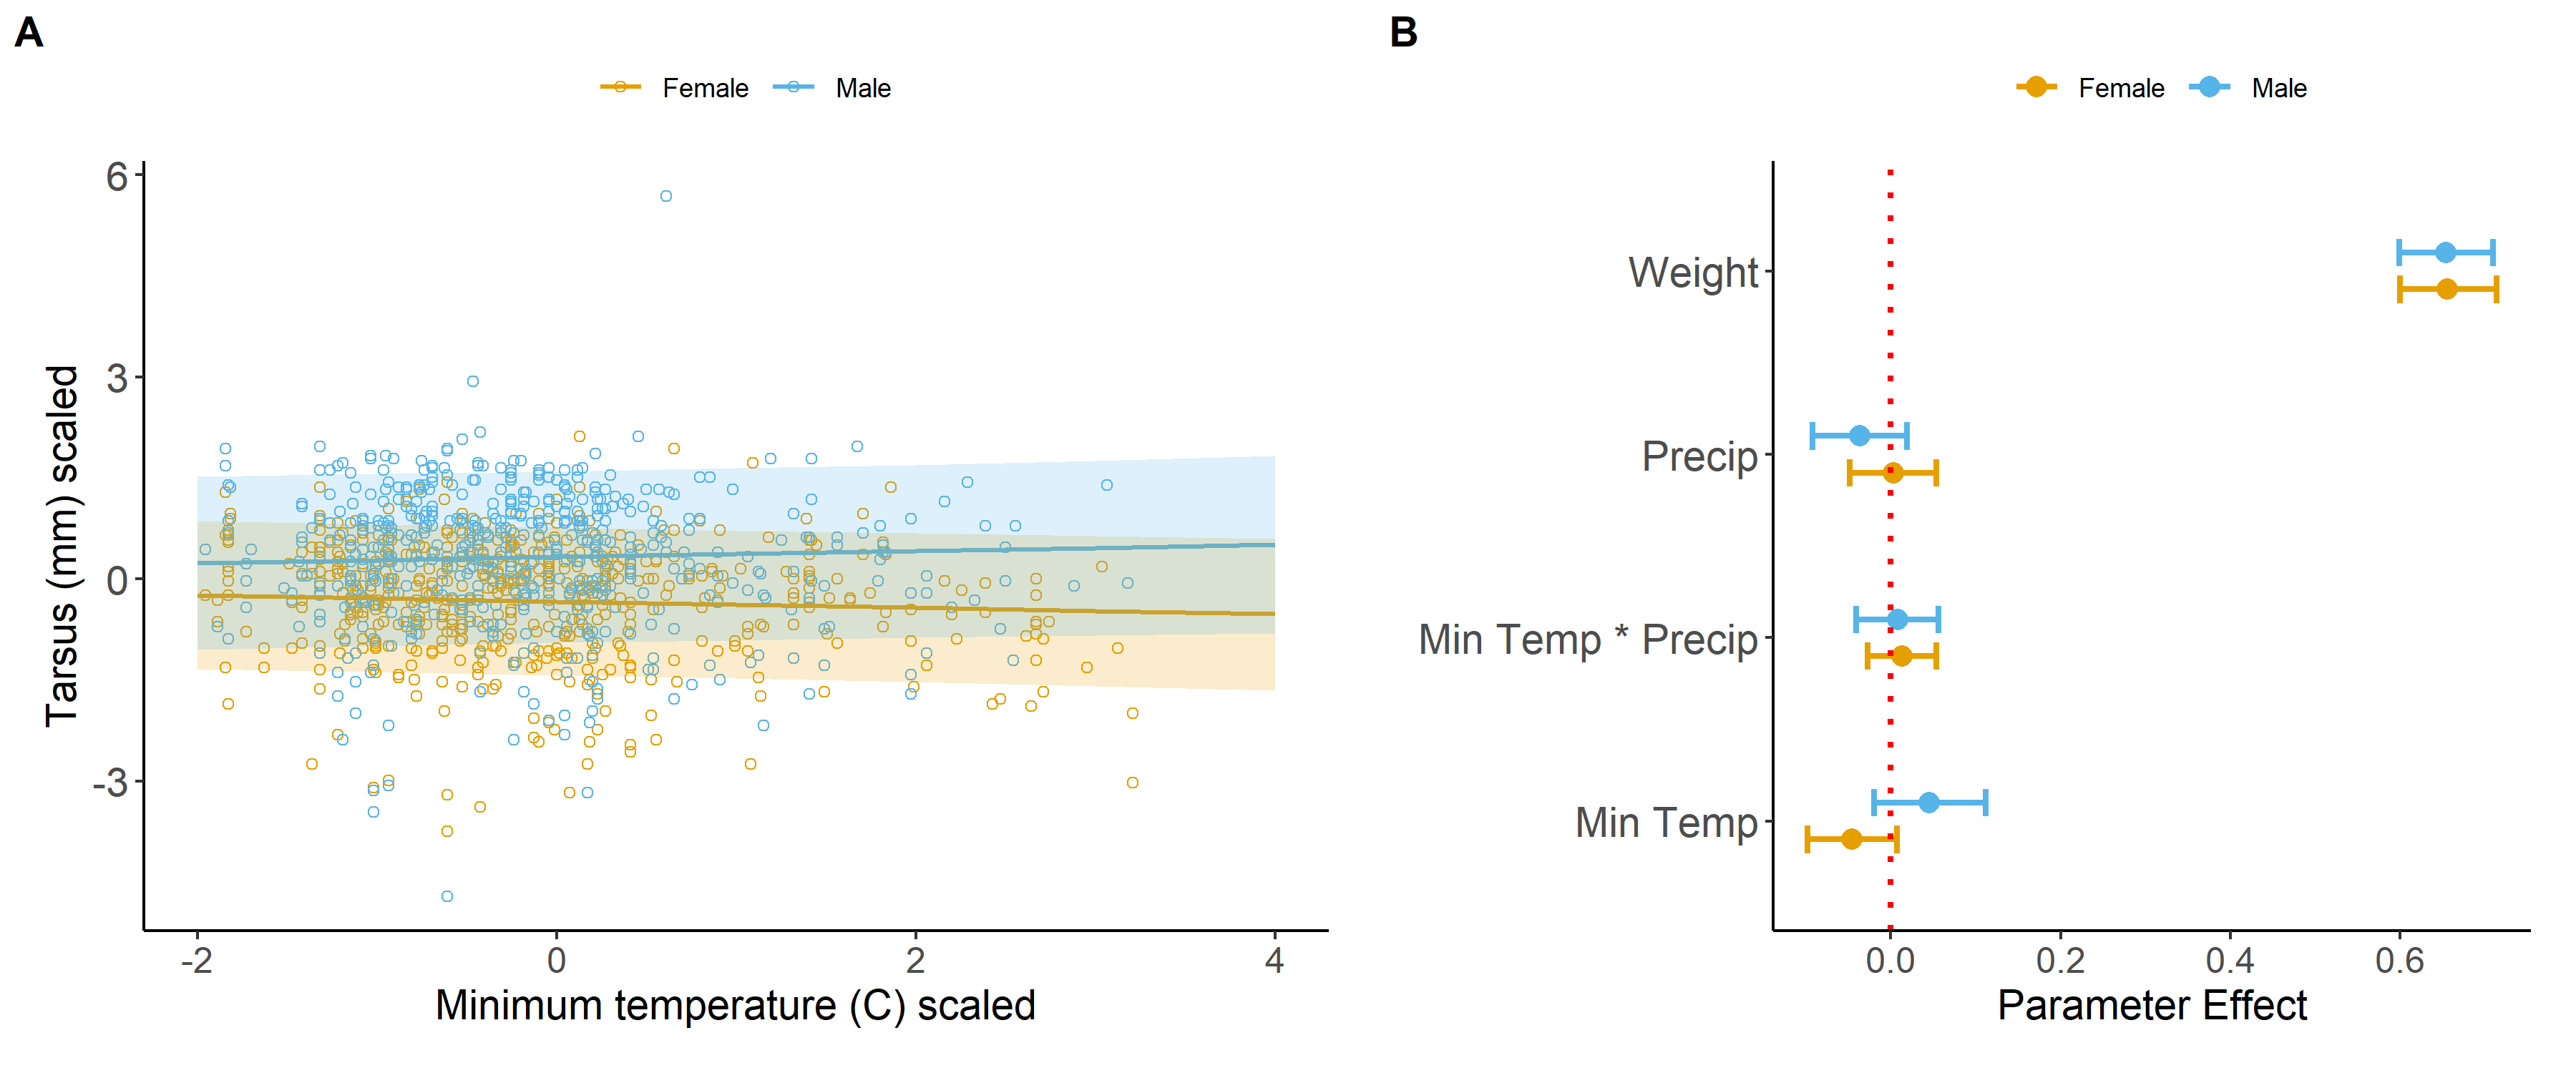 A
Female Male
6
3
0
-3
Tarsus (mm) scaled
-2 0 2 4
Minimum temperature (C) scaled
B
Female Male
Weight
Precip
Min Temp * Precip
Min Temp
0.0 0.2 0.4 0.6
Parameter Effect